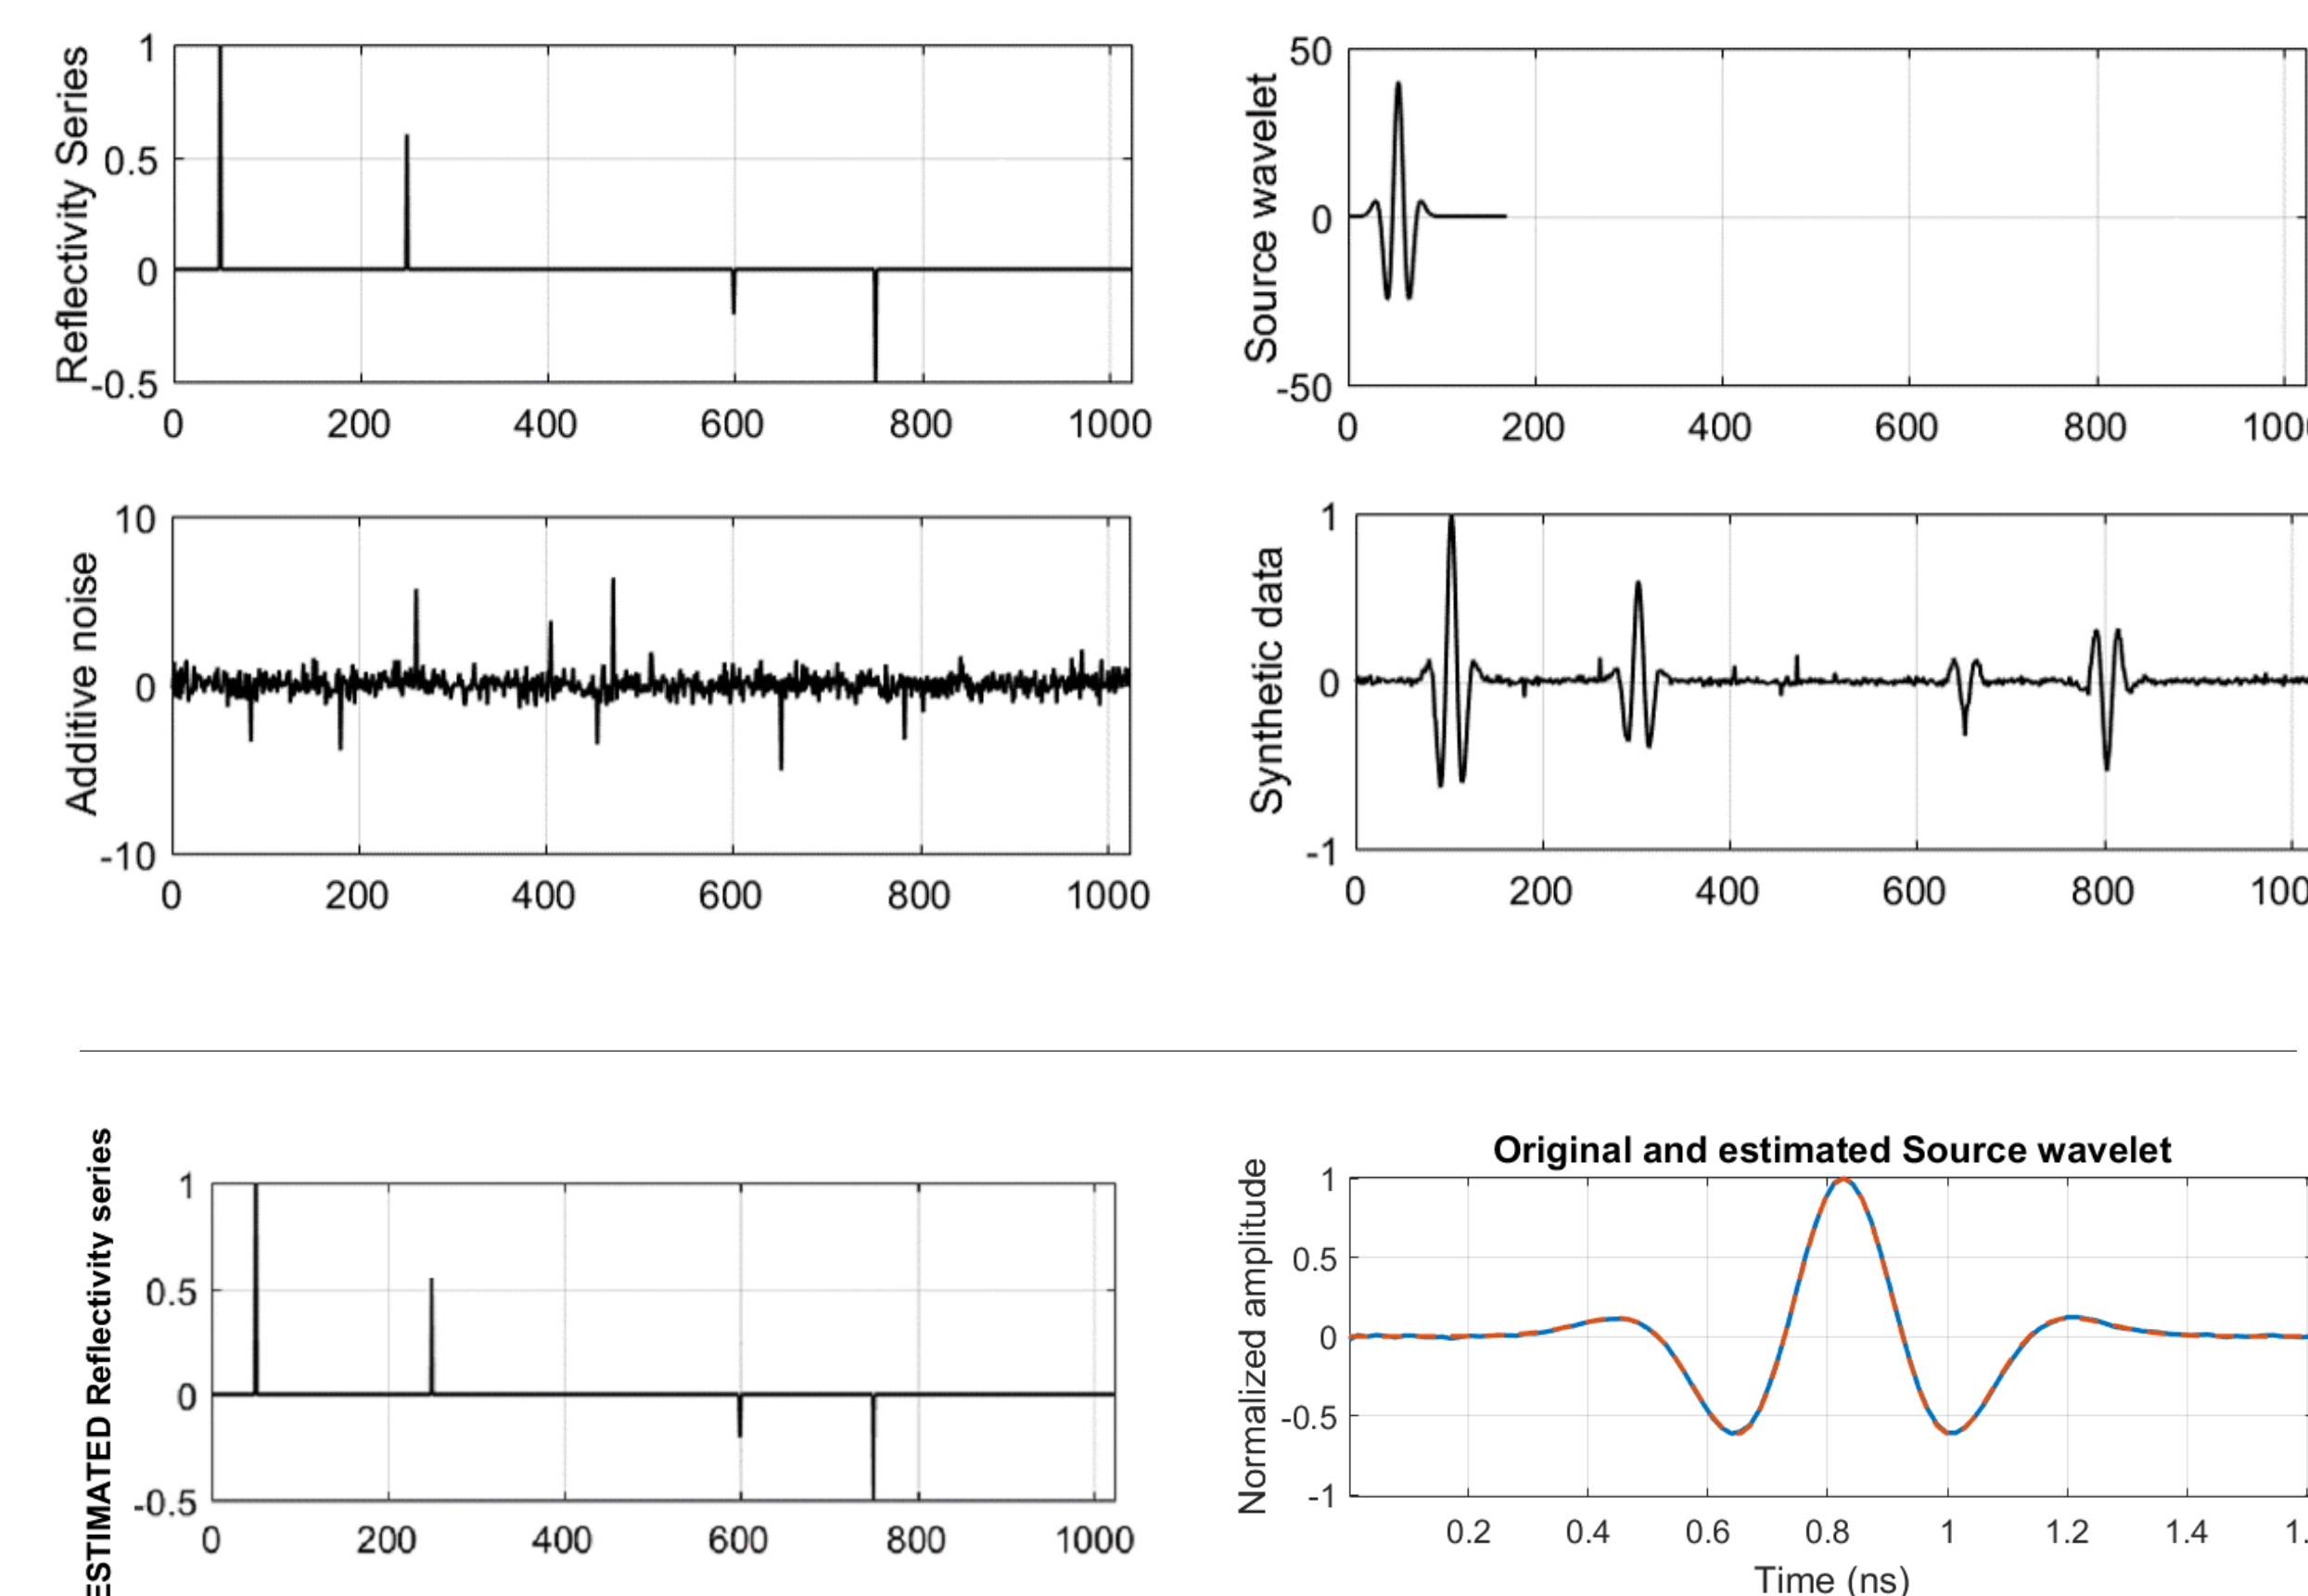 Reflectivity Series
1
0.5
0
-0.5
0 200 400 600 800 1000
Source wavelet
50
0
-50
0 200 400 600 800 100
Additive noise
10
0
-10
0 200 400 600 800 1000
Synthetic data
1
0
-1
0 200 400 600 800 100
ESTIMATED Reflectivity series
1
0.5
0
-0.5
0 200 400 600 800 1000
Original and estimated Source wavelet
Normalized amplitude
1
0.5
0
-0.5
-1
0.2 0.4 0.6 0.8 1 1.2 1.4 1.
Time (ns)